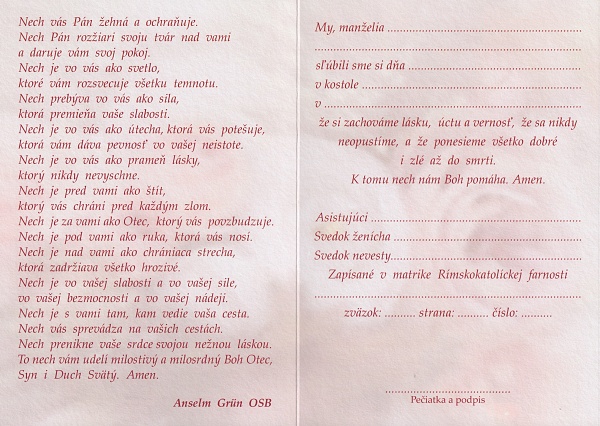 Nech vás Pán žehná a ochraňuje.
Nech Pán rozžiari svoju tvár nad vami
a daruje vám svoj pokoj.
Nech je vo vás ako svetlo,
ktoré vám rozsvecuje všetku temnotu.
Nech prebýva vo vás ako sila,
ktorá premieňa vaše slabosti.
Nech je vo vás ako útecha, ktorá vás potešuje,
ktorá vám dáva pevnosť vo vašej neistote.
Nech je vo vás ako prameň lásky,
ktorý nikdy nevyschne.
Nech je pred vami ako štít,
ktorý vás chráni pred každým zlom.
Nech je za vami ako Otec, ktorý vás povzbudzuje.
Nech je pod vami ako ruka, ktorá vás nosí.
Nech je nad vami ako chrániaca strecha,
ktorá zadržiava všetko hrozivé.
Nech je vo vašej slabosti a vo vašej sile,
vo vašej bezmocnosti a vo vašej nádeji.
Nech je s vami tam, kam vedie vaša cesta.
Nech vás sprevádza na vašich cestách.
Nech prenikne vaše srdce svojou nežnou láskou.
To nech vám udelí milostivý a milosrdný Boh Otec,
Syn i Duch Svätý. Amen.
Anselm Grün OSB
My, manželia ............................................................
..............................................................................
sľúbili sme si dňa ....................................................
v kostole ..................................................................
v ..............................................................................
že si zachováme lásku, úctu a vernosť, že sa nikdy
neopustíme, a že ponesieme všetko dobré
i zlé až do smrti.
K tomu nech nám Boh pomáha. Amen.
Asistujúci ................................................................
Svedok ženícha ........................................................
Svedok nevesty........................................................
Zapísané v matrike Rímskokatolíckej farnosti
..............................................................................
zväzok: .......... strana: .......... číslo: ..........
....................................
Pečiatka a podpis